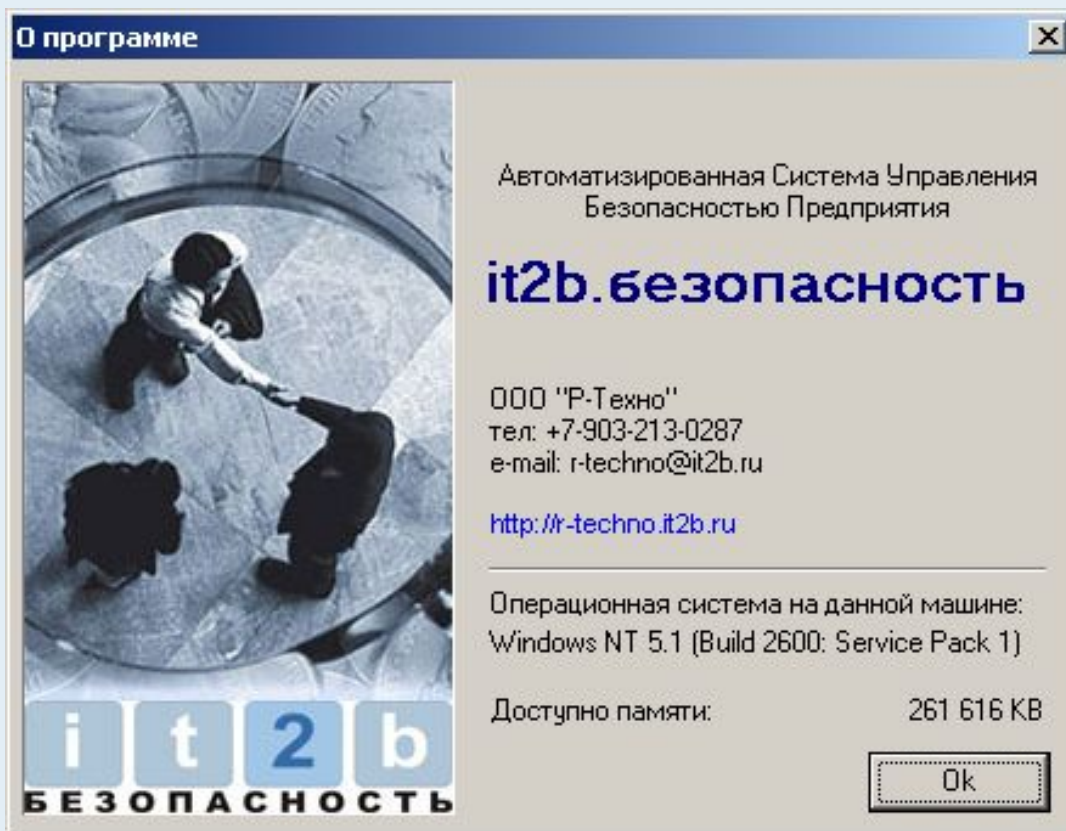 О программе
Автоматизированная Система Управления
Безопасностью Предприятия
it2b.безопасность
ООО "Р-Техно"
тел: +7-903-213-0287
e-mail: r-techno@it2b.ru
http://r-techno.it2b.ru
Операционная система на данной машине:
Windows NT 5.1 (Build 2600: Service Pack 1)
Доступно памяти: 261 616 KB
it2b
БЕЗОПАСНОСТЬ
Ok